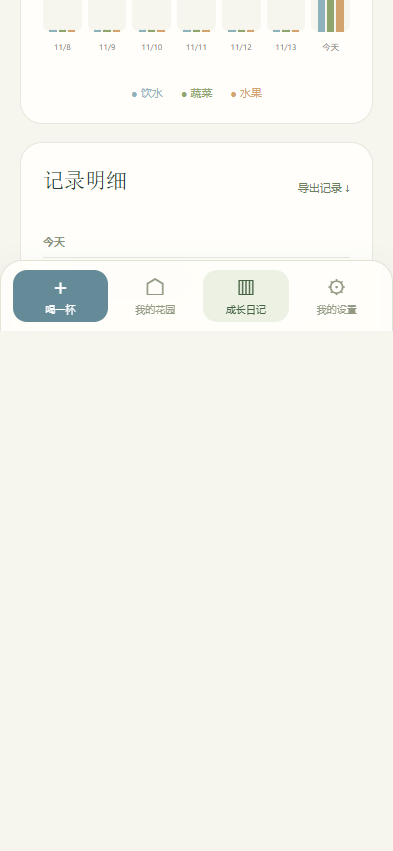 11/8 11/9 11/10 11/11 11/12 11/13 今天
饮水 蔬菜 水果
记录明细
导出记录↓
今天
喝一杯 我的花园 成长日记 我的设置